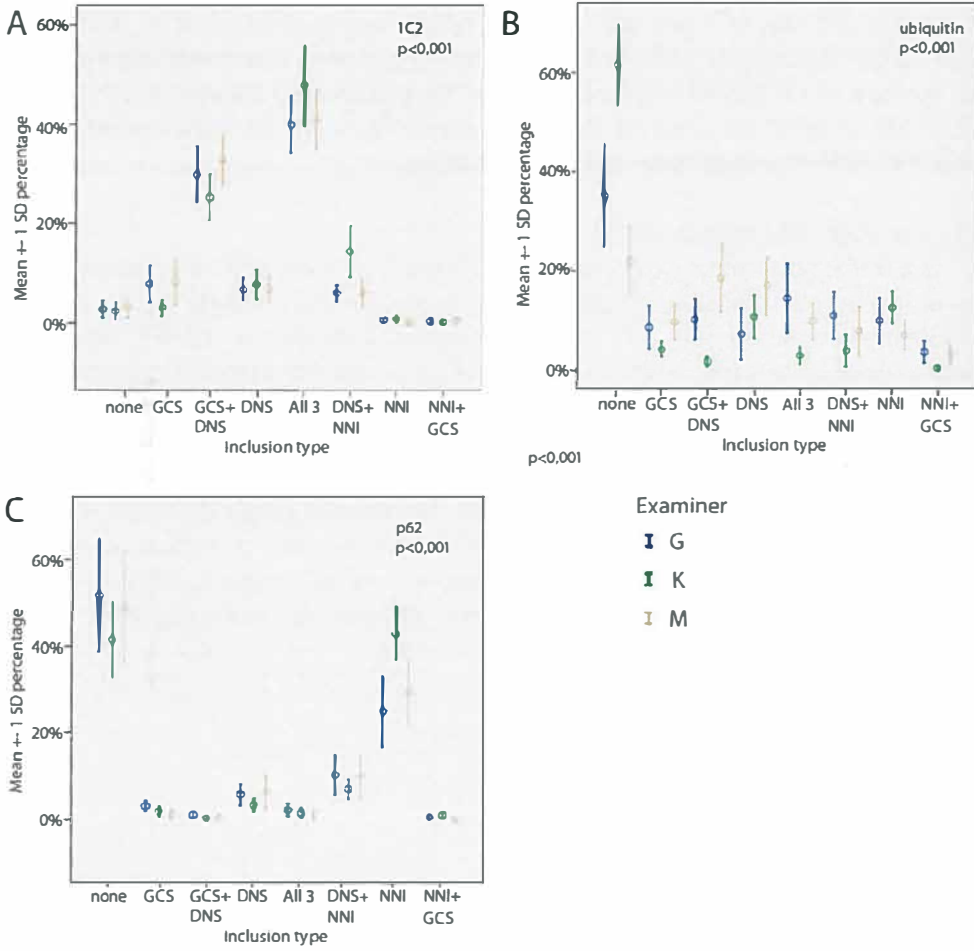 A
1C2
p<0,001
60%
40%
20%
0%
Mean +- 1 SD percentage
none GCS GCS+ DNS All 3 DNS+ NNI NNI+
DNS NNI GCS
Inclusion type
B
ubiquitin
p<0,001
60%
40%
20%
0%
Mean +- 1 SD percentage
none GCS GCS+ DNS All 3 DNS+ NNI NNI+
DNS NNI GCS
Inclusion type
p<0,001
C
p62
p<0,001
60%
40%
20%
0%
Mean +- 1 SD percentage
none GCS GCS+ DNS All 3 DNS+ NNI NNI+
DNS NNI GCS
Inclusion type
Examiner
G
K
M